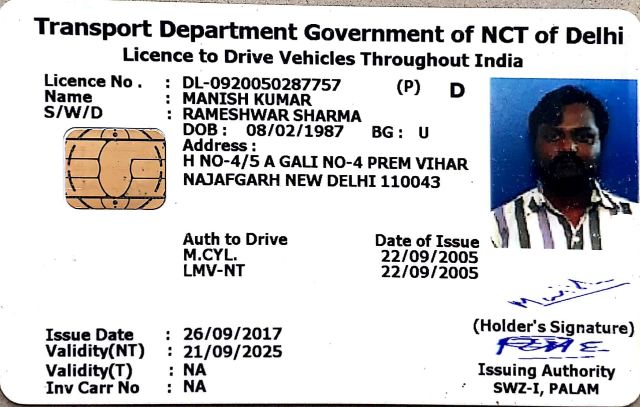 Transport Department Government of NCT of Delhi
Licence to Drive Vehicles Throughout India
Licence No. : DL-0920050287757 (P) D
Name : MANISH KUMAR
S/W/D : RAMESHWAR SHARMA
DOB : 08/02/1987 BG : U
Address :
H NO-4/5 A GALI NO-4 PREM VIHAR
NAJAFGARH NEW DELHI 110043
Auth to Drive Date of Issue
M.CYL. 22/09/2005
LMV-NT 22/09/2005
Issue Date : 26/09/2017
Validity(NT) : 21/09/2025
Validity(T) : NA
Inv Carr No : NA
(Holder's Signature)
Issuing Authority
SWZ-I, PALAM